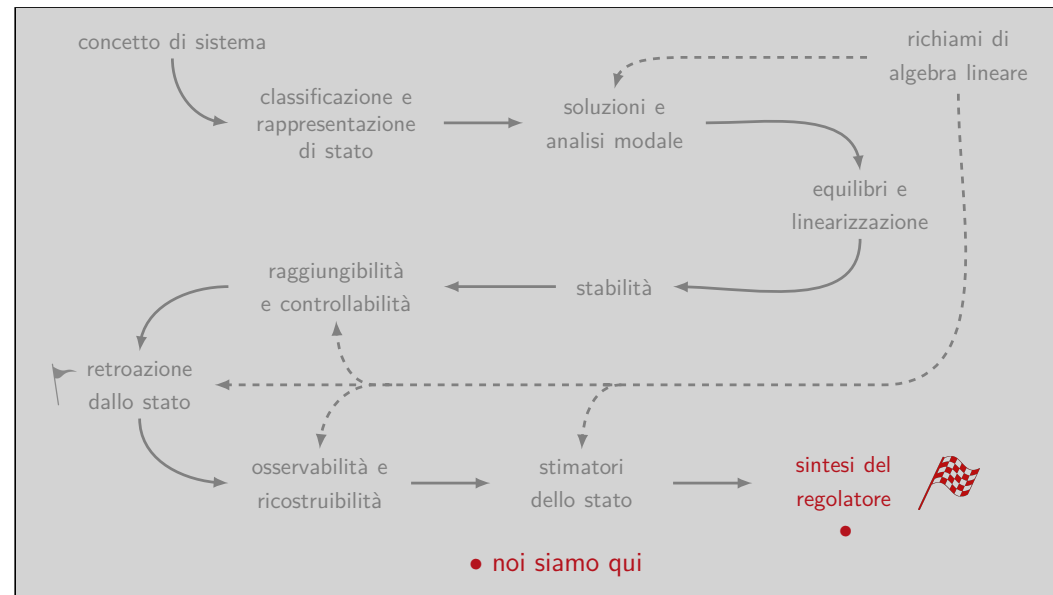 concetto di sistema
richiami di
algebra lineare
classificazione e
rappresentazione
di stato
soluzioni e
analisi modale
equilibri e
linearizzazione
stabilità
raggiungibilità
e controllabilità
retroazione
dallo stato
osservabilità e
ricostruibilità
stimatori
dello stato
sintesi del
regolatore
• noi siamo qui